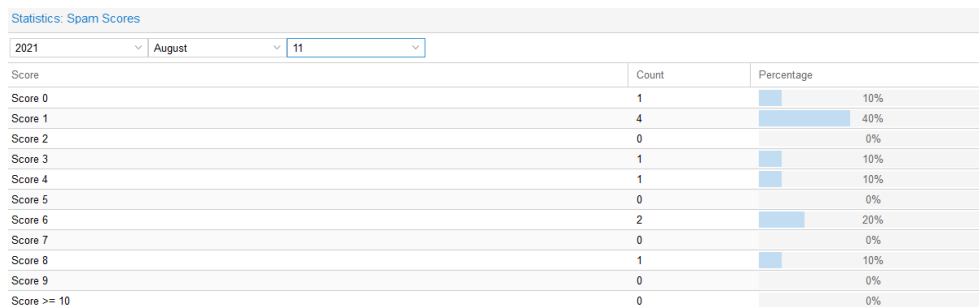 Statistics: Spam Scores
2021 August 11
Score Count Percentage
Score 0 1 10%
Score 1 4 40%
Score 2 0 0%
Score 3 1 10%
Score 4 1 10%
Score 5 0 0%
Score 6 2 20%
Score 7 0 0%
Score 8 1 10%
Score 9 0 0%
Score >= 10 0 0%